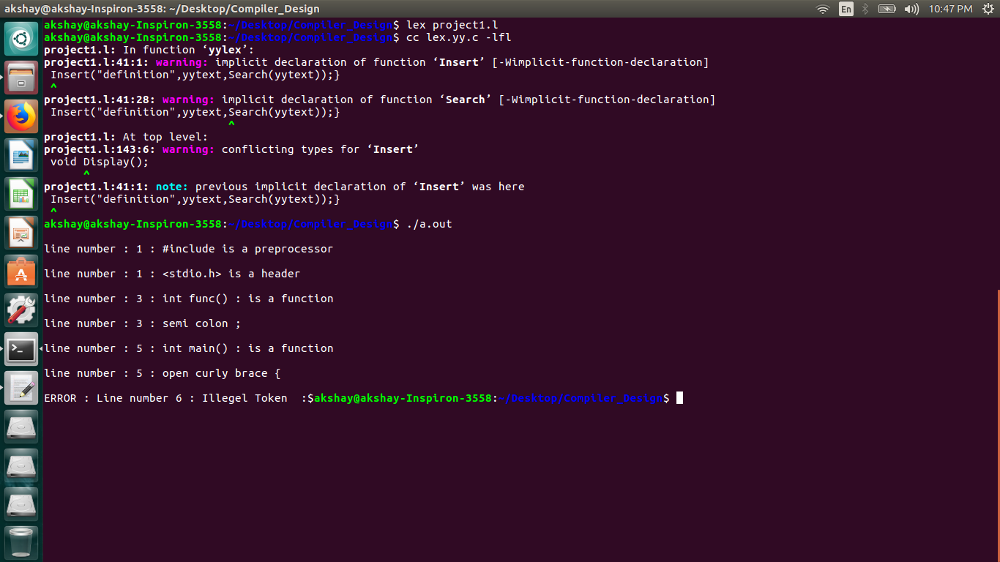 akshay@akshay-Inspiron-3558: ~/Desktop/Compiler_Design
En
10:47 PM
akshay@akshay-Inspiron-3558:~/Desktop/Compiler_Design$ lex project1.l
akshay@akshay-Inspiron-3558:~/Desktop/Compiler_Design$ cc lex.yy.c -lfl
project1.l: In function ‘yylex’:
project1.l:41:1: warning: implicit declaration of function ‘Insert’ [-Wimplicit-function-declaration]
 Insert("definition",yytext,Search(yytext));}
 ^
project1.l:41:28: warning: implicit declaration of function ‘Search’ [-Wimplicit-function-declaration]
 Insert("definition",yytext,Search(yytext));}
                            ^
project1.l: At top level:
project1.l:143:6: warning: conflicting types for ‘Insert’
 void Display();
      ^
project1.l:41:1: note: previous implicit declaration of ‘Insert’ was here
 Insert("definition",yytext,Search(yytext));}
 ^
akshay@akshay-Inspiron-3558:~/Desktop/Compiler_Design$ ./a.out
line number : 1 : #include is a preprocessor
line number : 1 : <stdio.h> is a header
line number : 3 : int func() : is a function
line number : 3 : semi colon ;
line number : 5 : int main() : is a function
line number : 5 : open curly brace {
ERROR : Line number 6 : Illegel Token  :$akshay@akshay-Inspiron-3558:~/Desktop/Compiler_Design$